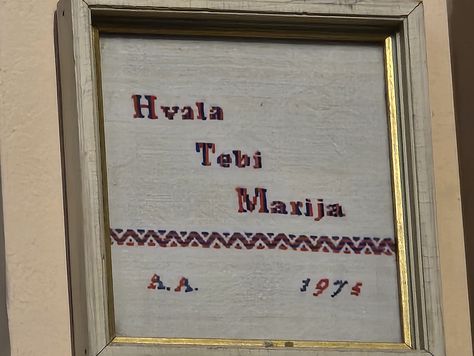 Hvala
Tebi
Marija
A.A. 1975